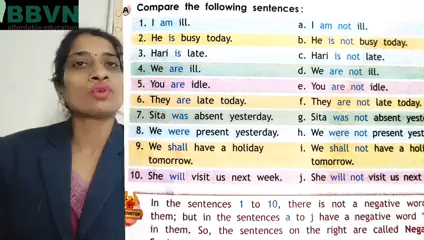 BBVN
affordable education
A Compare the following sentences:
1. I am ill. a. I am not ill.
2. He is busy today. b. He is not busy today.
3. Hari is late. c. Hari is not late.
4. We are ill. d. We are not ill.
5. You are idle. e. You are not idle.
6. They are late today. f. They are not late today.
7. Sita was absent yesterday. g. Sita was not absent
8. We were present yesterday. h. We were not present
9. We shall have a holiday i. We shall not have a
tomorrow. tomorrow.
10. She will visit us next week. j. She will not visit us next
In the sentences 1 to 10, there is not a negative word
them; but in the sentences a to j have a negative word
in them. So, the sentences on the right are called